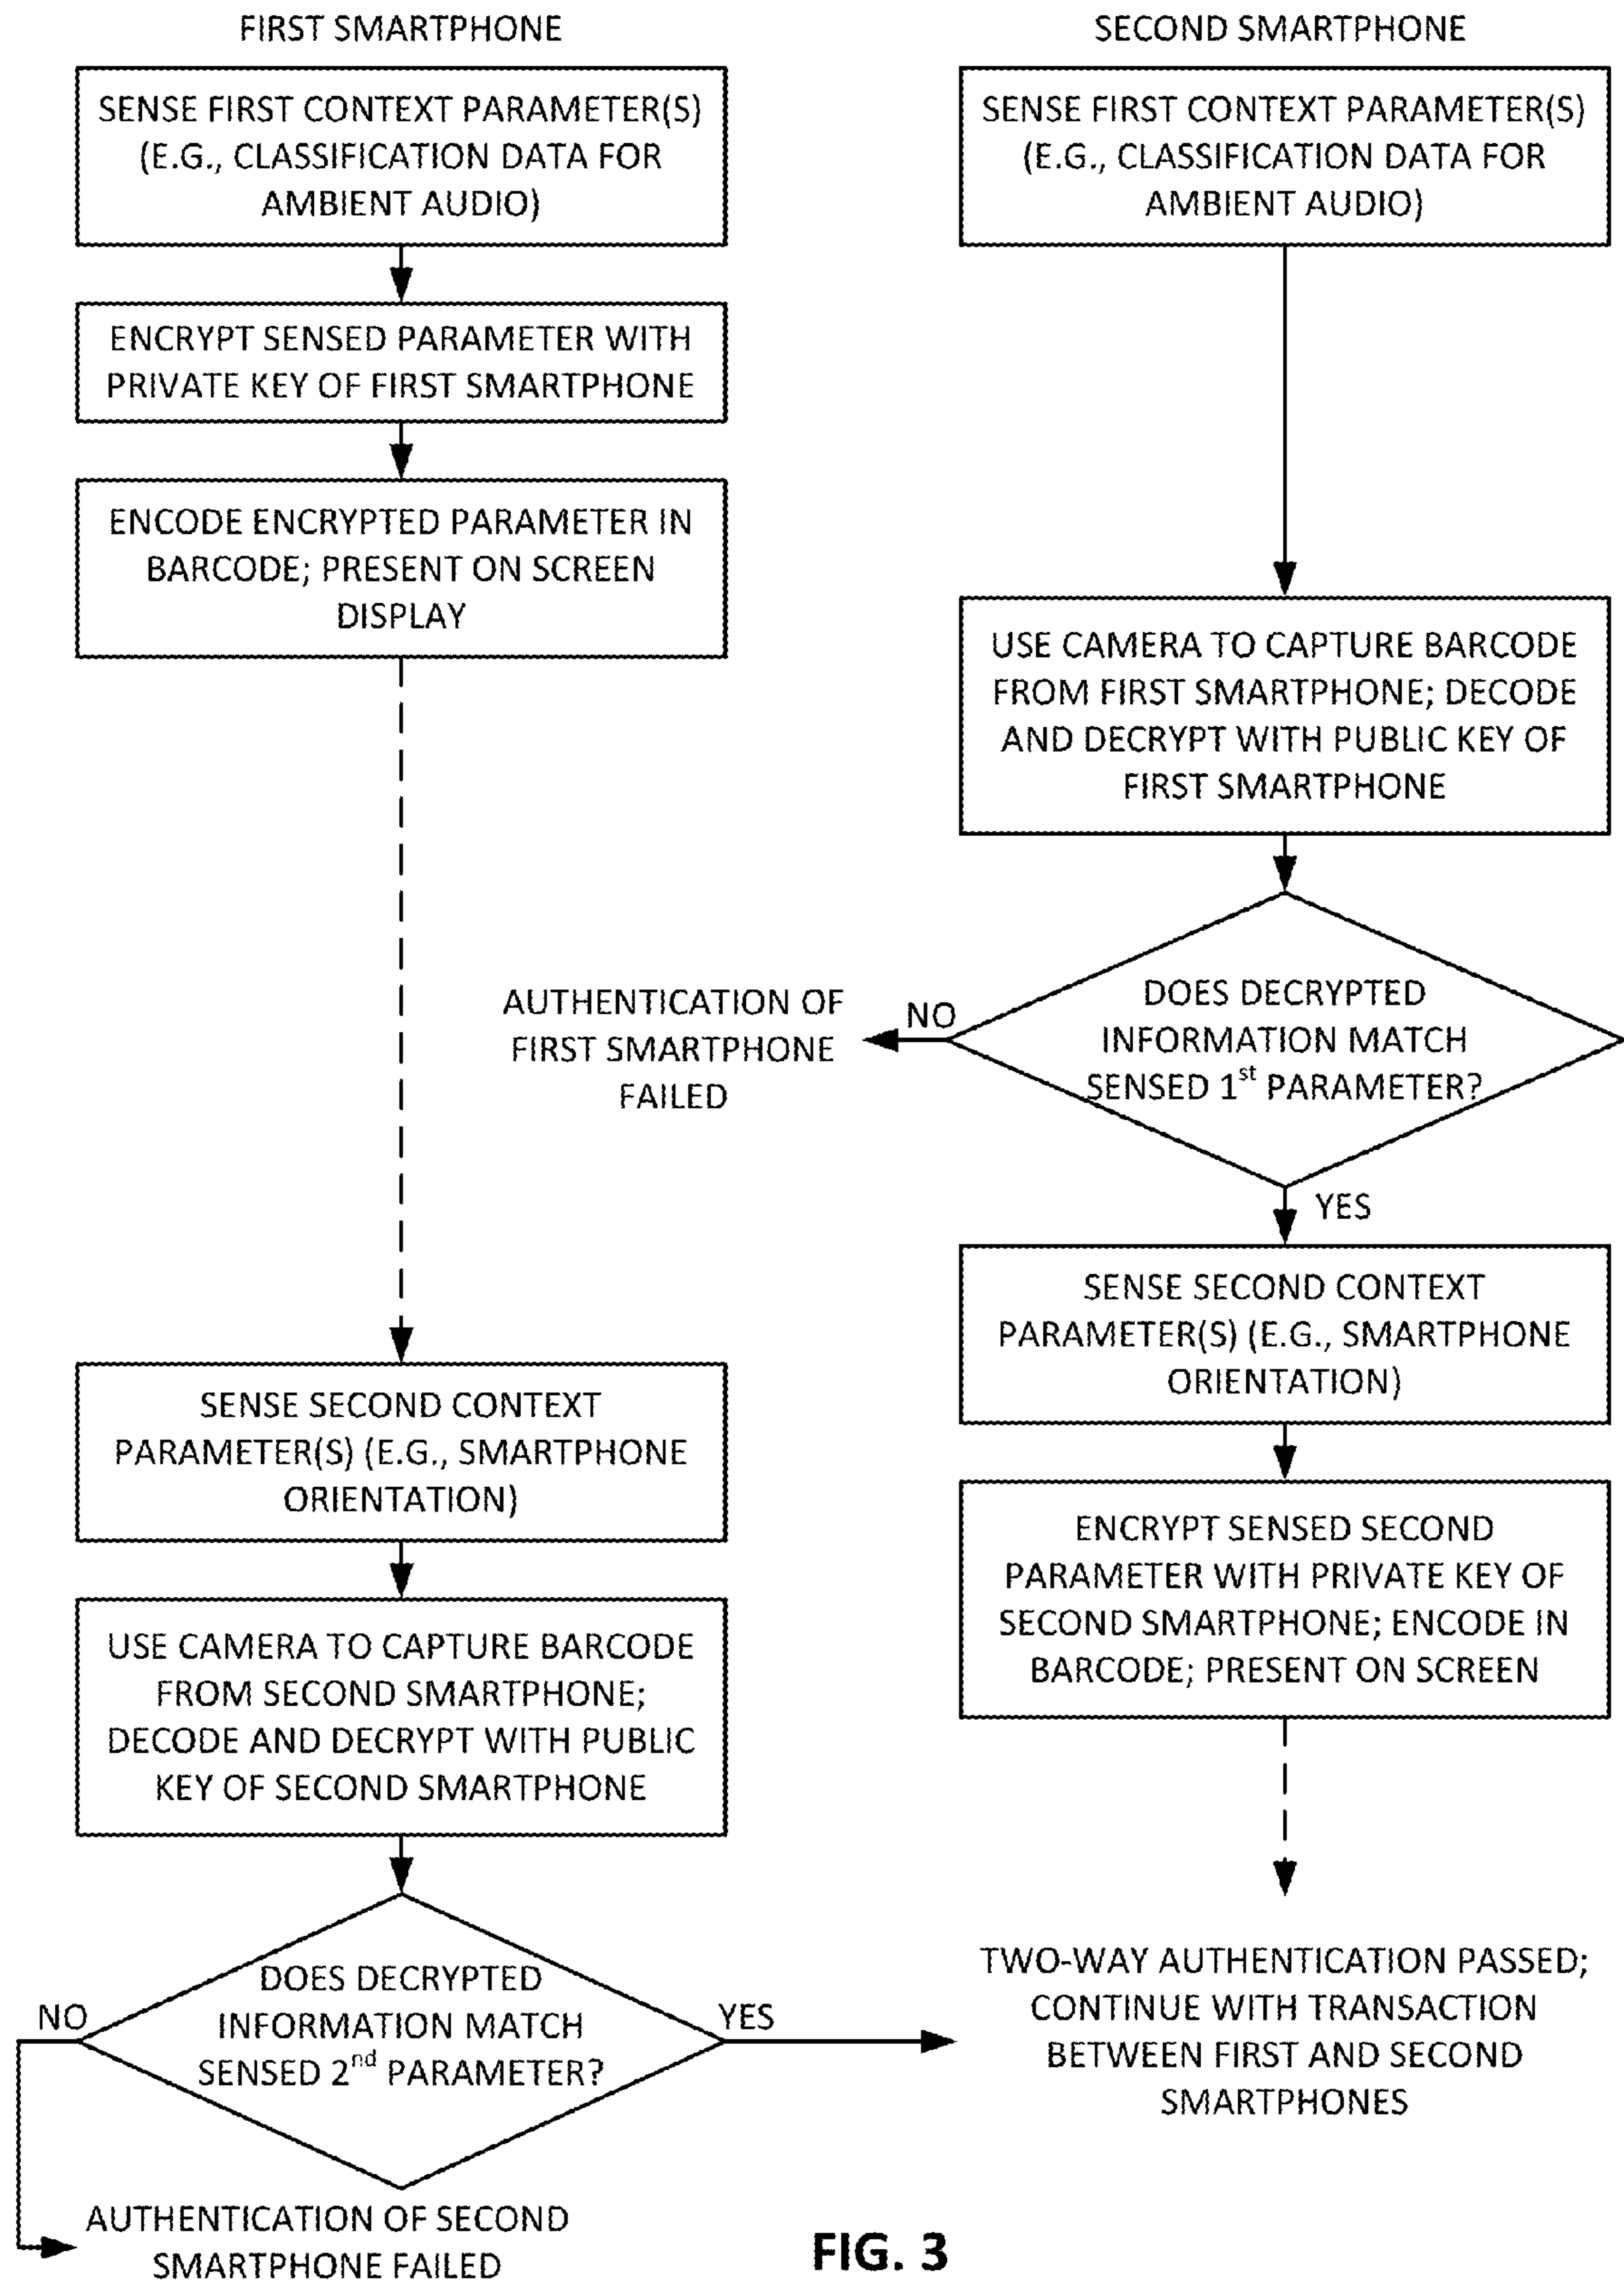 FIRST SMARTPHONE
SENSE FIRST CONTEXT PARAMETER(S)
(E.G., CLASSIFICATION DATA FOR
AMBIENT AUDIO)
ENCRYPT SENSED PARAMETER WITH
PRIVATE KEY OF FIRST SMARTPHONE
ENCODE ENCRYPTED PARAMETER IN
BARCODE; PRESENT ON SCREEN
DISPLAY
SENSE SECOND CONTEXT
PARAMETER(S) (E.G., SMARTPHONE
ORIENTATION)
USE CAMERA TO CAPTURE BARCODE
FROM SECOND SMARTPHONE;
DECODE AND DECRYPT WITH PUBLIC
KEY OF SECOND SMARTPHONE
DOES DECRYPTED
INFORMATION MATCH
SENSED 2nd PARAMETER?
NO
YES
AUTHENTICATION OF SECOND
SMARTPHONE FAILED
SECOND SMARTPHONE
SENSE FIRST CONTEXT PARAMETER(S)
(E.G., CLASSIFICATION DATA FOR
AMBIENT AUDIO)
USE CAMERA TO CAPTURE BARCODE
FROM FIRST SMARTPHONE; DECODE
AND DECRYPT WITH PUBLIC KEY OF
FIRST SMARTPHONE
DOES DECRYPTED
INFORMATION MATCH
SENSED 1st PARAMETER?
NO
AUTHENTICATION OF
FIRST SMARTPHONE
FAILED
YES
SENSE SECOND CONTEXT
PARAMETER(S) (E.G., SMARTPHONE
ORIENTATION)
ENCRYPT SENSED SECOND
PARAMETER WITH PRIVATE KEY OF
SECOND SMARTPHONE; ENCODE IN
BARCODE; PRESENT ON SCREEN
TWO-WAY AUTHENTICATION PASSED;
CONTINUE WITH TRANSACTION
BETWEEN FIRST AND SECOND
SMARTPHONES
FIG. 3